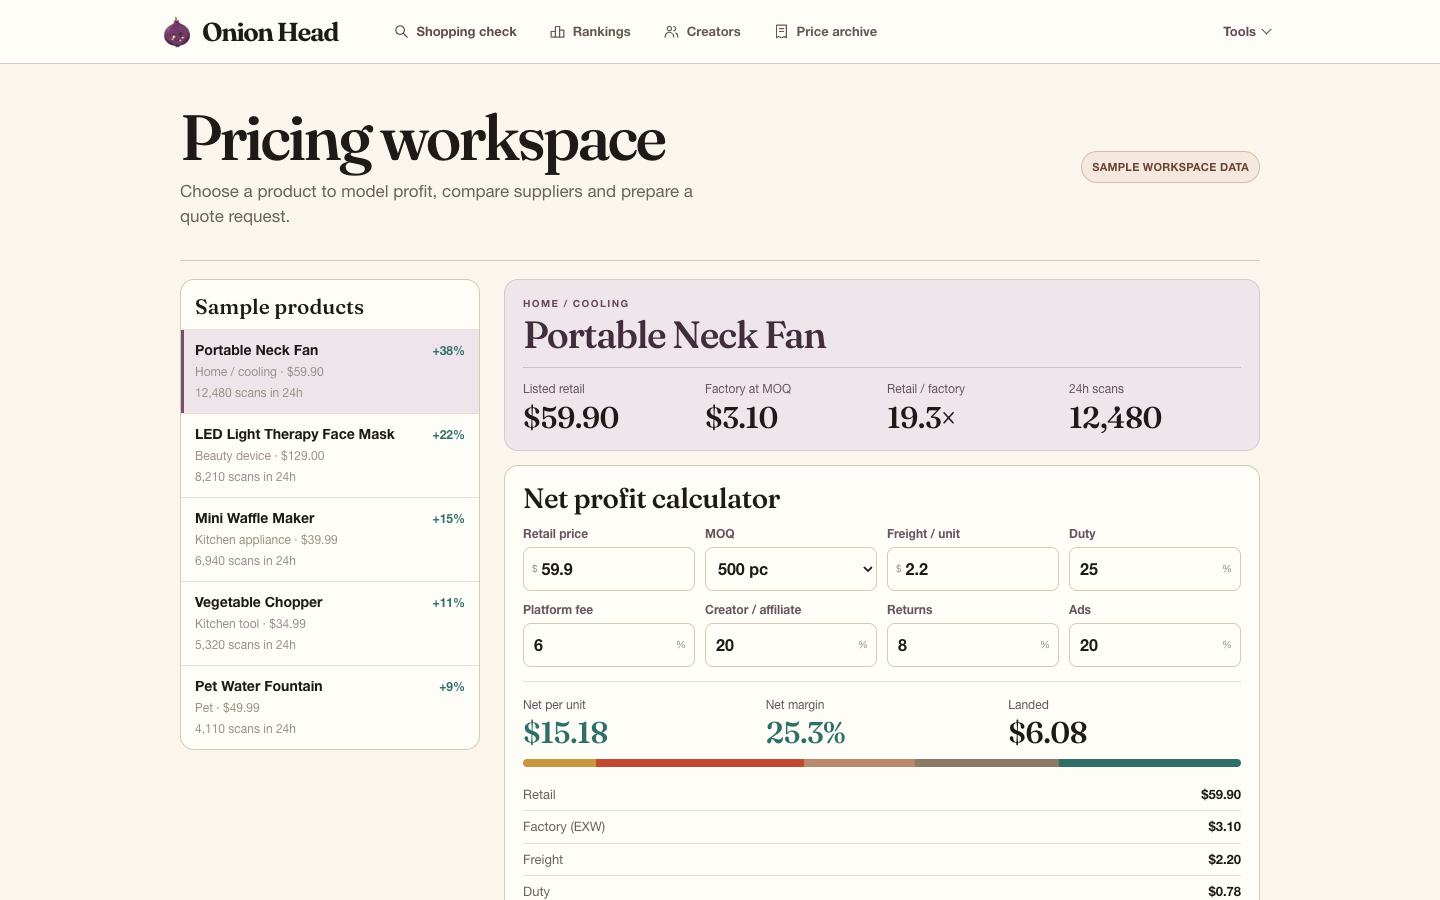 Onion Head
Shopping check
Rankings
Creators
Price archive
Tools
Pricing workspace
Choose a product to model profit, compare suppliers and prepare a
quote request.
SAMPLE WORKSPACE DATA
Sample products
Portable Neck Fan +38%
Home / cooling · $59.90
12,480 scans in 24h
LED Light Therapy Face Mask +22%
Beauty device · $129.00
8,210 scans in 24h
Mini Waffle Maker +15%
Kitchen appliance · $39.99
6,940 scans in 24h
Vegetable Chopper +11%
Kitchen tool · $34.99
5,320 scans in 24h
Pet Water Fountain +9%
Pet · $49.99
4,110 scans in 24h
HOME / COOLING
Portable Neck Fan
Listed retail Factory at MOQ Retail / factory 24h scans
$59.90 $3.10 19.3× 12,480
Net profit calculator
Retail price MOQ Freight / unit Duty
$ 59.9 500 pc $ 2.2 25 %
Platform fee Creator / affiliate Returns Ads
6 % 20 % 8 % 20 %
Net per unit Net margin Landed
$15.18 25.3% $6.08
Retail $59.90
Factory (EXW) $3.10
Freight $2.20
Duty $0.78